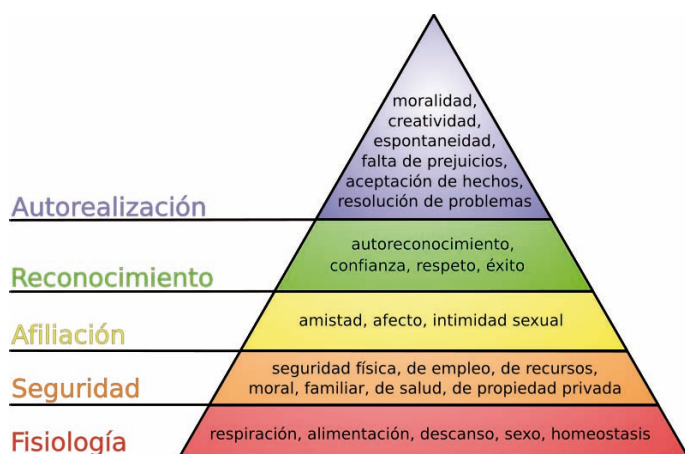 moralidad,
creatividad,
espontaneidad,
falta de prejuicios,
aceptación de hechos,
resolución de problemas
Autorealización
autoreconocimiento,
confianza, respeto, éxito
Reconocimiento
amistad, afecto, intimidad sexual
Afiliación
seguridad física, de empleo, de recursos,
moral, familiar, de salud, de propiedad privada
Seguridad
respiración, alimentación, descanso, sexo, homeostasis
Fisiología